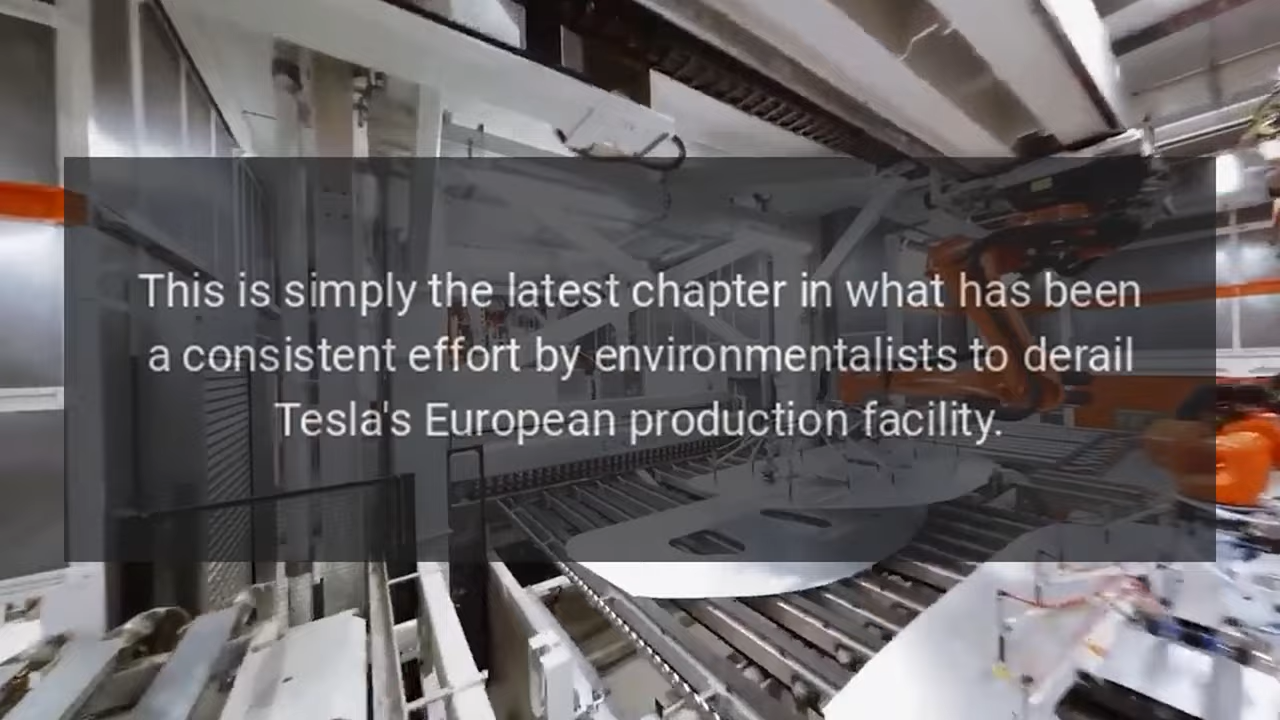 This is simply the latest chapter in what has been
a consistent effort by environmentalists to derail
Tesla's European production facility.